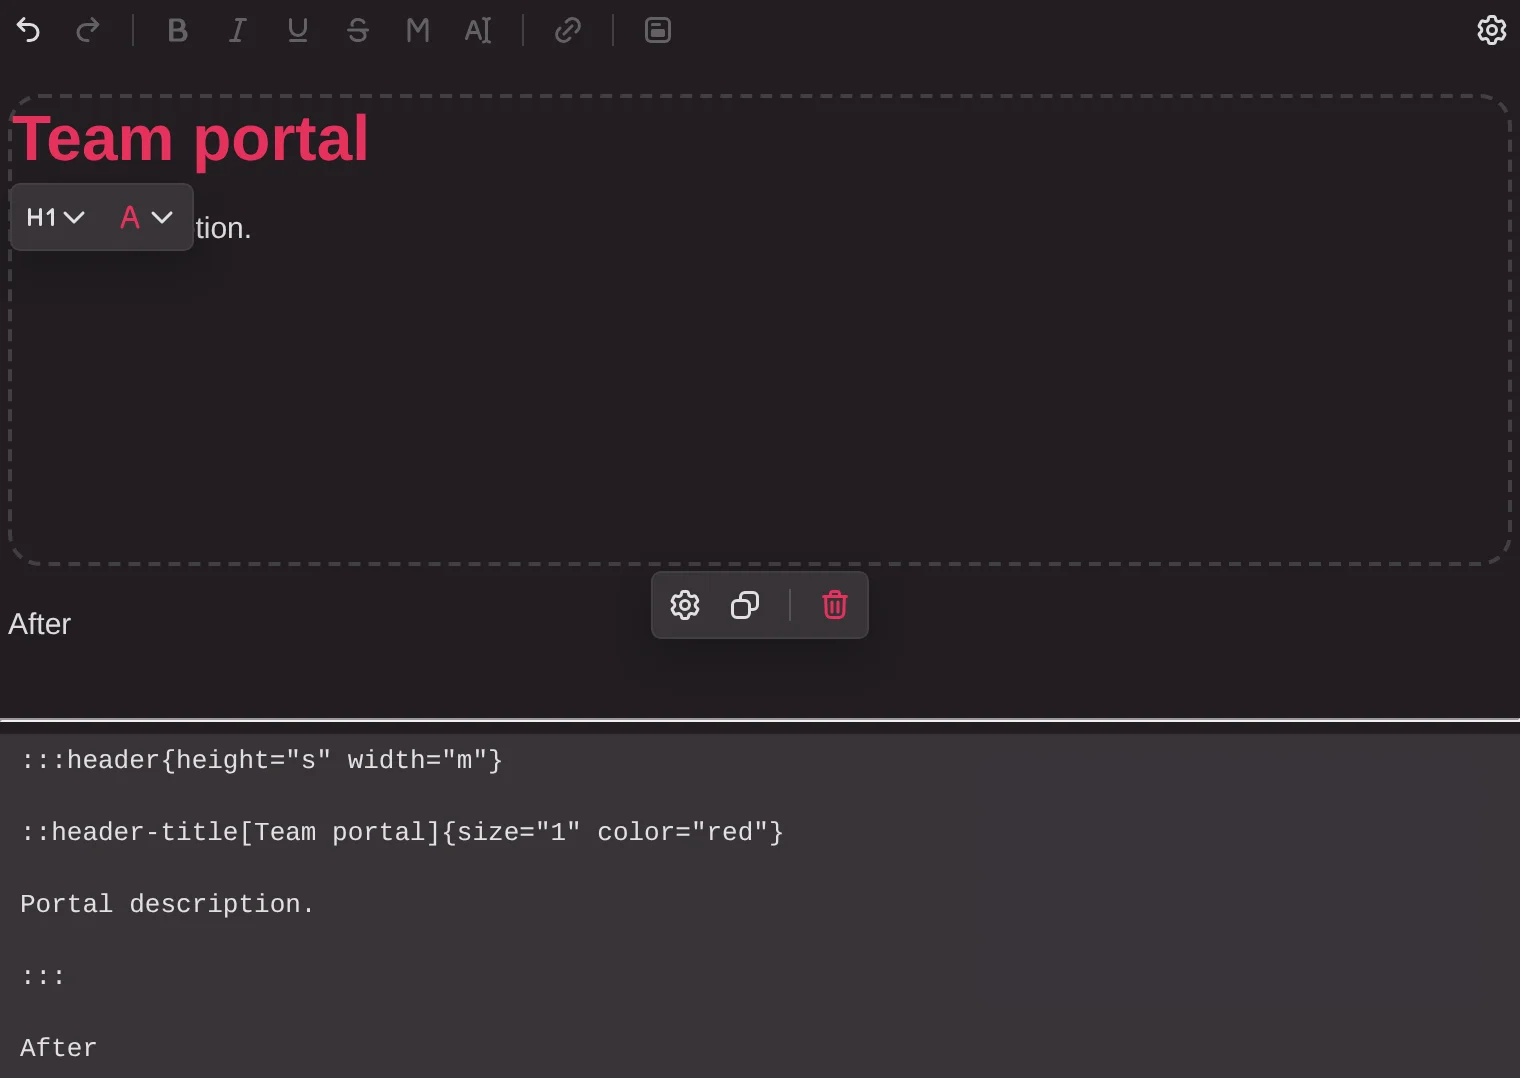 Team portal
H1 A
tion.
After
:::header{height="s" width="m"}
::header-title[Team portal]{size="1" color="red"}
Portal description.
:::
After